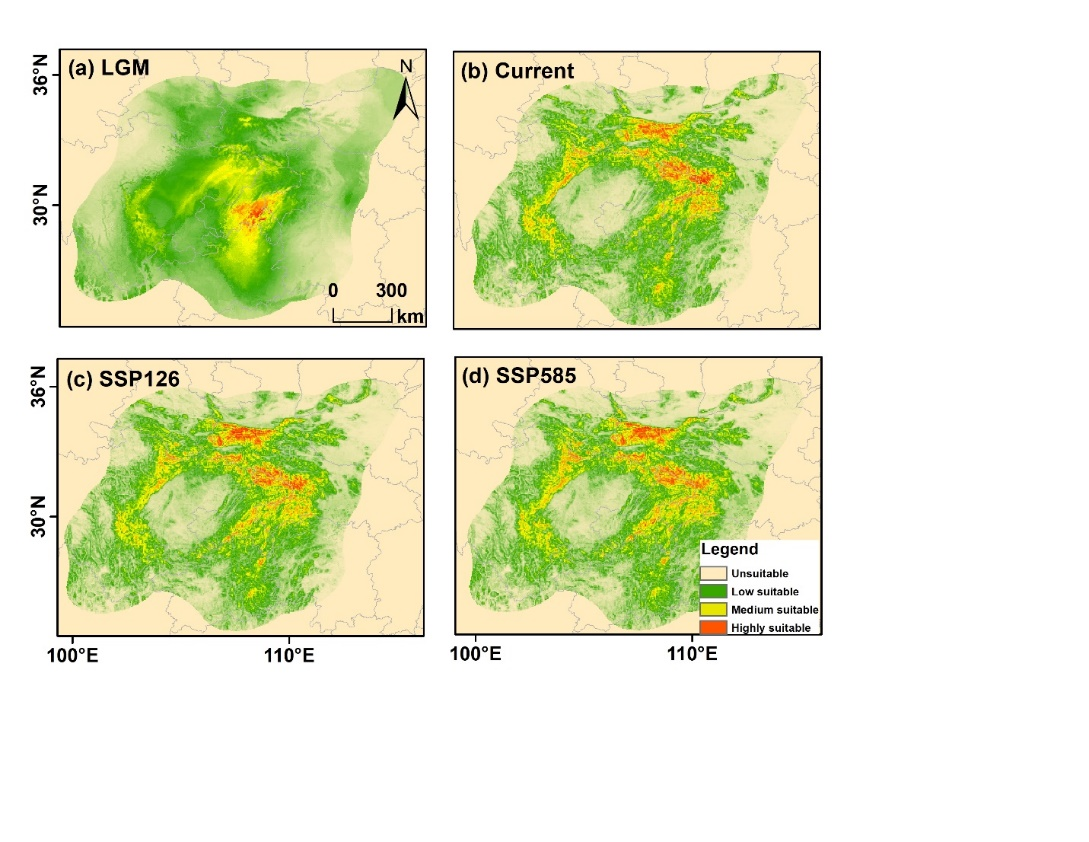 (a) LGM
N
36°N
30°N
0 300
km
(b) Current
(c) SSP126
36°N
30°N
100°E 110°E
(d) SSP585
Legend
Unsuitable
Low suitable
Medium suitable
Highly suitable
100°E 110°E